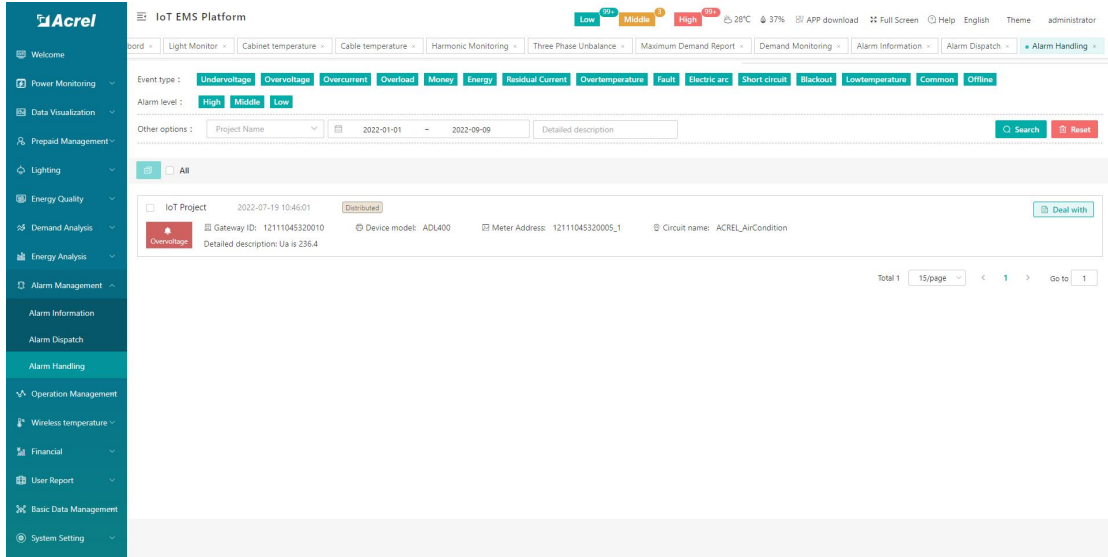 Acrel
IoT EMS Platform
Low 99+ Middle 3 High 99+ 28℃ 37% APP download Full Screen Help English Theme administrator
bord × Light Monitor × Cabinet temperature × Cable temperature × Harmonic Monitoring × Three Phase Unbalance × Maximum Demand Report × Demand Monitoring × Alarm Information × Alarm Dispatch × Alarm Handling ×
Welcome
Power Monitoring
Data Visualization
Prepaid Management
Lighting
Energy Quality
Demand Analysis
Energy Analysis
Alarm Management
Alarm Information
Alarm Dispatch
Alarm Handling
Operation Management
Wireless temperature
Financial
User Report
Basic Data Management
System Setting
Event type : Undervoltage Overvoltage Overcurrent Overload Money Energy Residual Current Overtemperature Fault Electric arc Short circuit Blackout Lowtemperature Common Offline
Alarm level : High Middle Low
Other options : Project Name 2022-01-01 ~ 2022-09-09 Detailed description Search Reset
All
IoT Project 2022-07-19 10:46:01 Distributed Deal with
Overvoltage Gateway ID: 12111045320010 Device model: ADL400 Meter Address: 12111045320005_1 Circuit name: ACREL_AirCondition
Detailed description: Ua is 236.4
Total 1 15/page < 1 > Go to 1